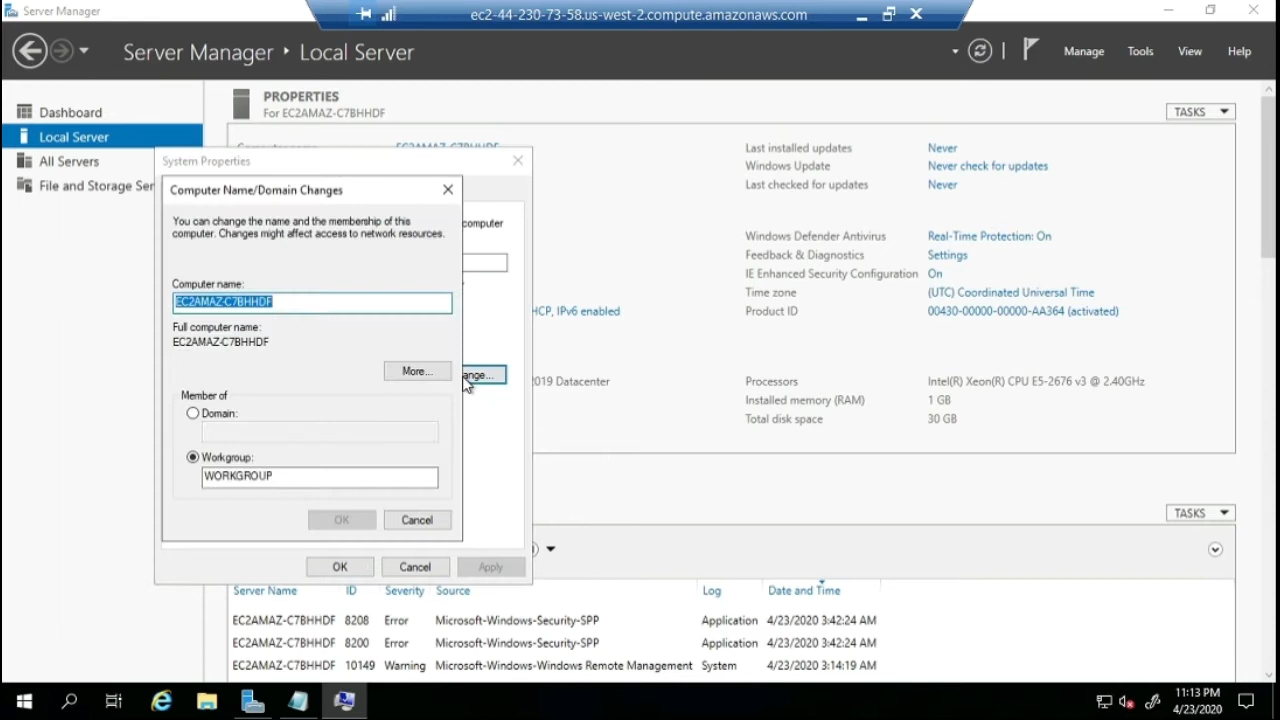 Server Manager
ec2-44-230-73-58.us-west-2.compute.amazonaws.com
Server Manager • Local Server
Manage Tools View Help
Dashboard
Local Server
All Servers
File and Storage Ser
PROPERTIES
For EC2AMAZ-C7BHHDF
TASKS
Computer name
EC2AMAZ-C7BHHDF
Last installed updates Never
Windows Update Never check for updates
Last checked for updates Never
Windows Defender Antivirus Real-Time Protection: On
Feedback & Diagnostics Settings
IE Enhanced Security Configuration On
Time zone (UTC) Coordinated Universal Time
HCP, IPv6 enabled
Product ID 00430-00000-00000-AA364 (activated)
2019 Datacenter
Processors Intel(R) Xeon(R) CPU E5-2676 v3 @ 2.40GHz
Installed memory (RAM) 1 GB
Total disk space 30 GB
System Properties
computer
ange...
Computer Name/Domain Changes
You can change the name and the membership of this
computer. Changes might affect access to network resources.
Computer name:
EC2AMAZ-C7BHHDF
Full computer name:
EC2AMAZ-C7BHHDF
More...
Member of
Domain:
Workgroup:
WORKGROUP
OK Cancel
OK Cancel Apply
TASKS
Server Name ID Severity Source Log Date and Time
EC2AMAZ-C7BHHDF 8208 Error Microsoft-Windows-Security-SPP Application 4/23/2020 3:42:24 AM
EC2AMAZ-C7BHHDF 8200 Error Microsoft-Windows-Security-SPP Application 4/23/2020 3:42:24 AM
EC2AMAZ-C7BHHDF 10149 Warning Microsoft-Windows-Windows Remote Management System 4/23/2020 3:14:19 AM
11:13 PM
4/23/2020